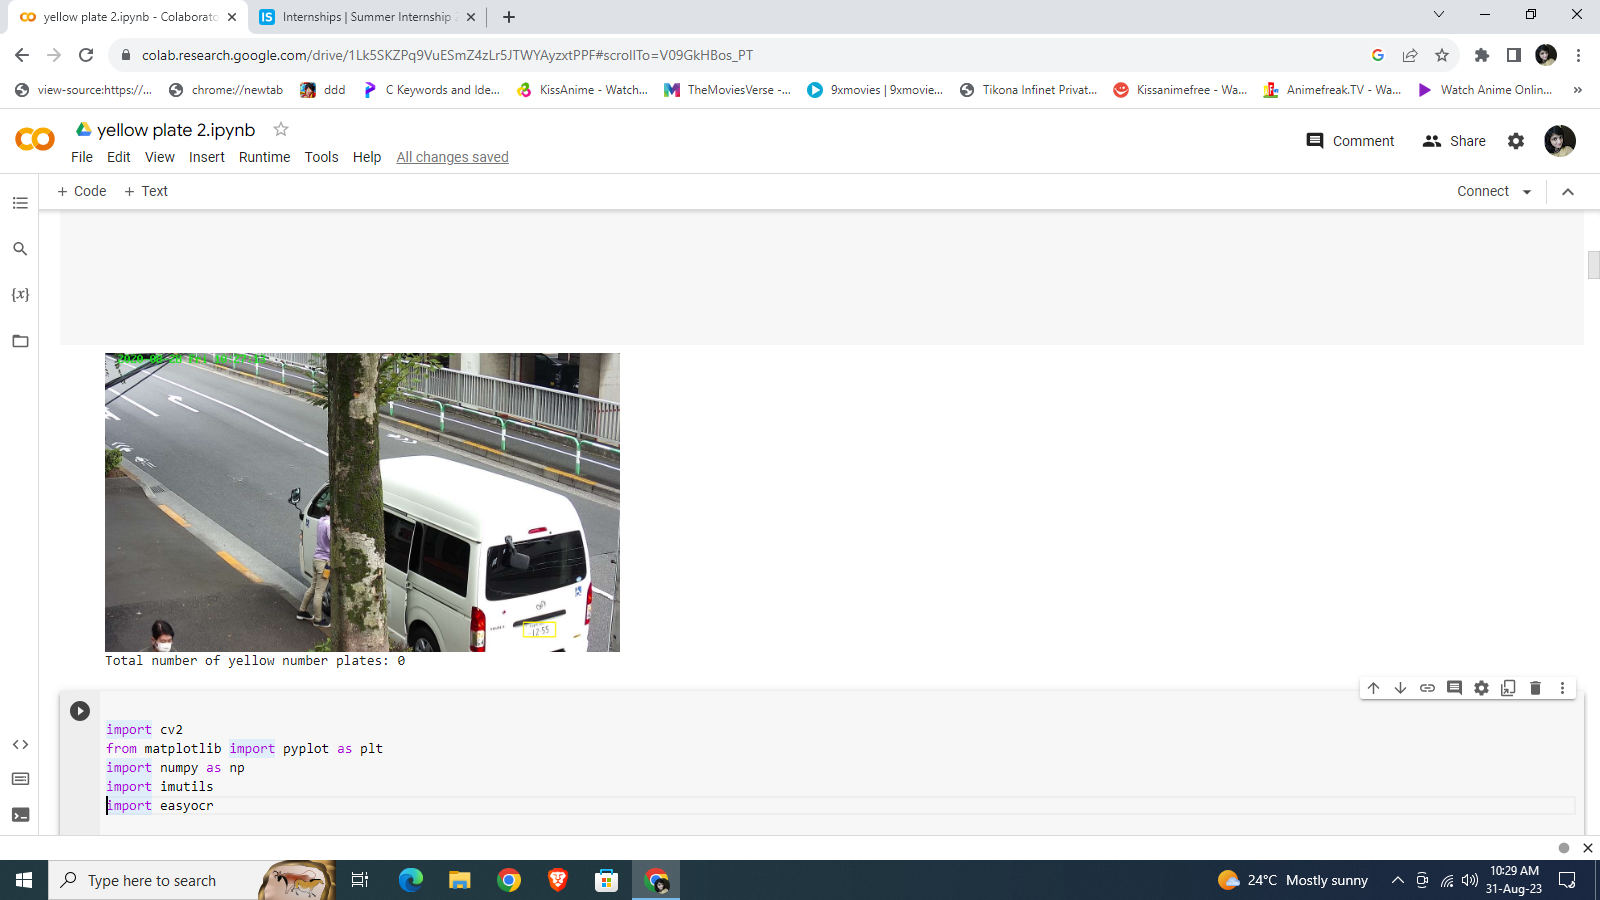 yellow plate 2.ipynb - Colaborato
Internships | Summer Internship
colab.research.google.com/drive/1Lk5SKZPq9VuESmZ4zLr5JTWYAyzxtPPF#scrollTo=V09GkHBos_PT
view-source:https://...
chrome://newtab
ddd
C Keywords and Ide...
KissAnime - Watch...
TheMoviesVerse -...
9xmovies | 9xmovie...
Tikona Infinet Privat...
Kissanimefree - Wa...
Animefreak.TV - Wa...
Watch Anime Onlin...
»
yellow plate 2.ipynb
File Edit View Insert Runtime Tools Help All changes saved
Comment
Share
+ Code + Text
Connect
{x}
12-55
Total number of yellow number plates: 0
import cv2
from matplotlib import pyplot as plt
import numpy as np
import imutils
import easyocr
Type here to search
24°C Mostly sunny
10:29 AM
31-Aug-23